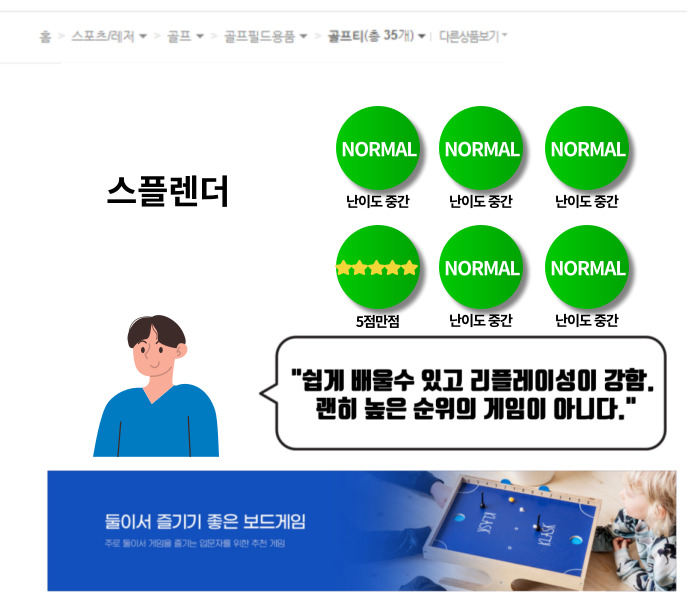 홈 > 스포츠/레저 > 골프 > 골프필드용품 > 골프티(총 35개) | 다른상품보기
스플렌더
NORMAL NORMAL NORMAL
난이도 중간 난이도 중간 난이도 중간
NORMAL NORMAL
5점만점 난이도 중간 난이도 중간
"쉽게 배울수 있고 리플레이성이 강함.
괜히 높은 순위의 게임이 아니다."
둘이서 즐기기 좋은 보드게임
주로 둘이서 게임을 즐기는 입문자를 위한 추천 게임
KLASK
KLASK